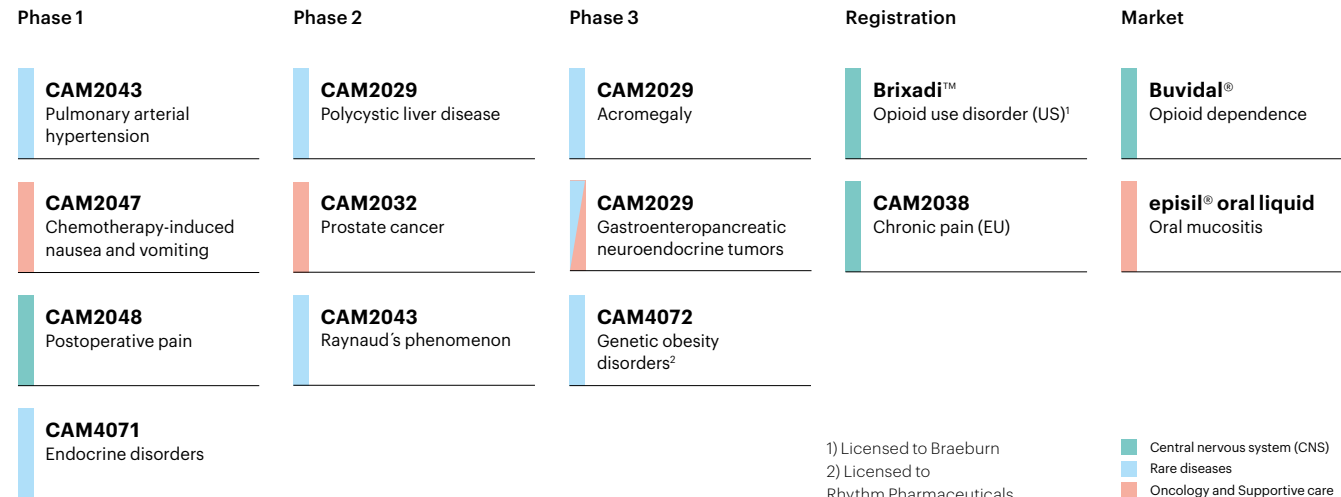 Phase 1
CAM2043
Pulmonary arterial
hypertension
CAM2047
Chemotherapy-induced
nausea and vomiting
CAM2048
Postoperative pain
CAM4071
Endocrine disorders
Phase 2
CAM2029
Polycystic liver disease
CAM2032
Prostate cancer
CAM2043
Raynaud´s phenomenon
Phase 3
CAM2029
Acromegaly
CAM2029
Gastroenteropancreatic
neuroendocrine tumors
CAM4072
Genetic obesity
disorders²
Registration
Brixadi™
Opioid use disorder (US)¹
CAM2038
Chronic pain (EU)
Market
Buvidal®
Opioid dependence
episil® oral liquid
Oral mucositis
1) Licensed to Braeburn
2) Licensed to
Rhythm Pharmaceuticals
Central nervous system (CNS)
Rare diseases
Oncology and Supportive care